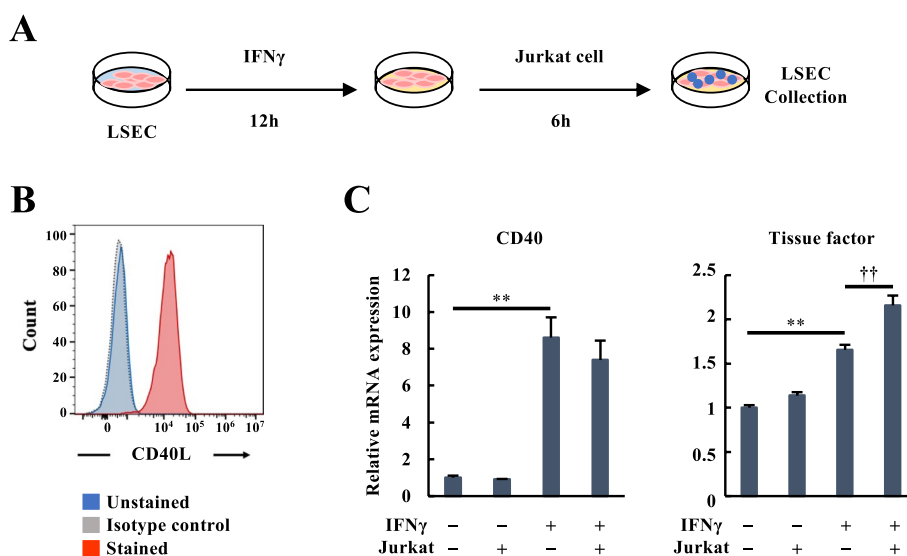 A
IFNγ
Jurkat cell
LSEC
12h
6h
LSEC
Collection
B
100
80
60
40
20
0
Count
0 10⁴ 10⁵ 10⁶ 10⁷
CD40L
Unstained
Isotype control
Stained
C
CD40
Relative mRNA expression
12
10
8
6
4
2
0
**
IFNγ − − + +
Jurkat − + − +
Tissue factor
2.5
2
1.5
1
0.5
0
**
††
IFNγ − − + +
Jurkat − + − +